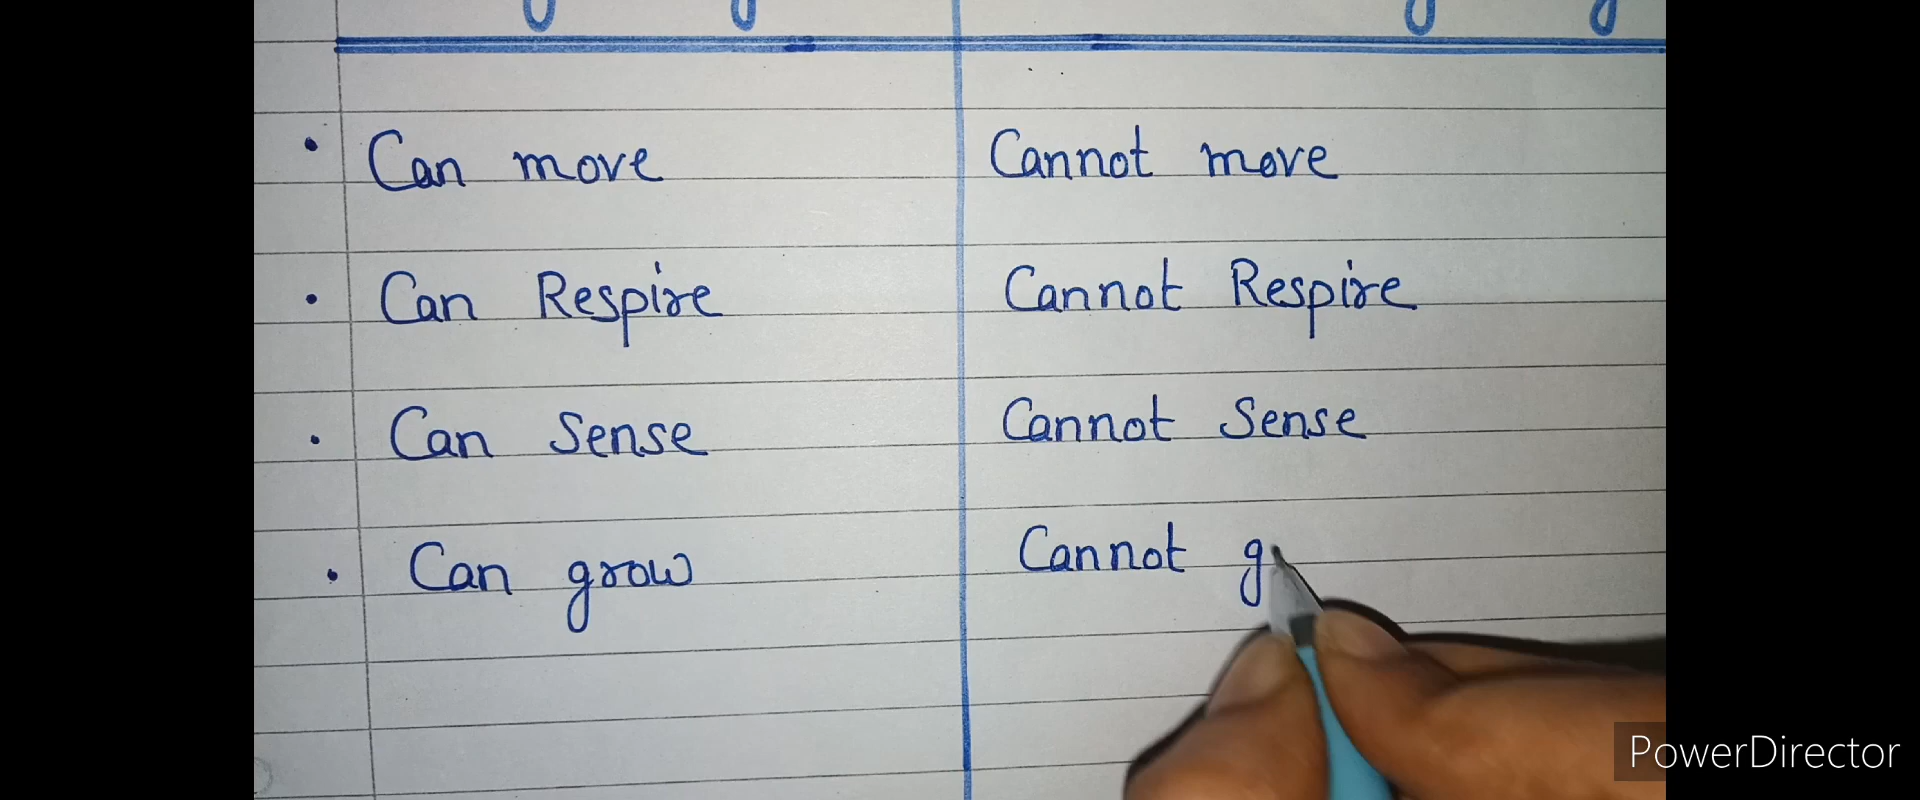 • Can move Cannot move
• Can Respire Cannot Respire
• Can Sense Cannot Sense
• Can grow Cannot g
PowerDirector